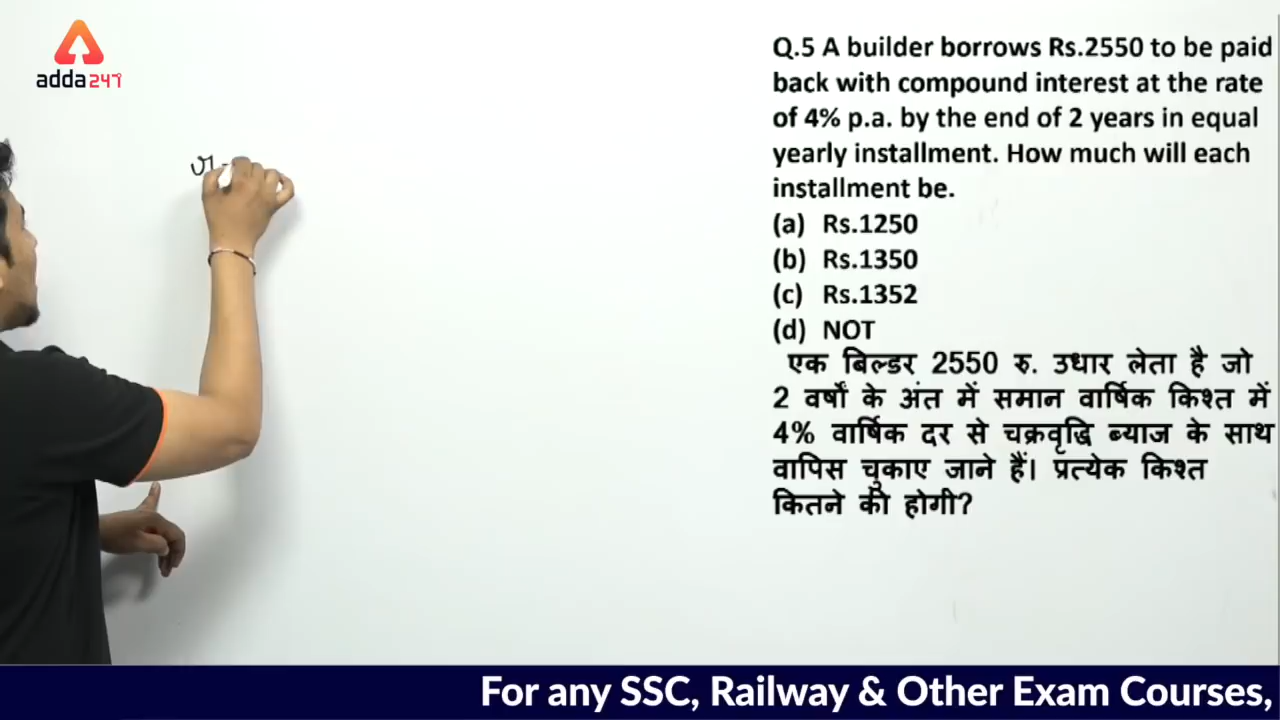 adda247
Q.5 A builder borrows Rs.2550 to be paid
back with compound interest at the rate
of 4% p.a. by the end of 2 years in equal
yearly installment. How much will each
installment be.
(a) Rs.1250
(b) Rs.1350
(c) Rs.1352
(d) NOT
एक बिल्डर 2550 रु. उधार लेता है जो
2 वर्षों के अंत में समान वार्षिक किश्त में
4% वार्षिक दर से चक्रवृद्धि ब्याज के साथ
वापिस चुकाए जाने हैं। प्रत्येक किश्त
कितने की होगी?
For any SSC, Railway & Other Exam Courses,